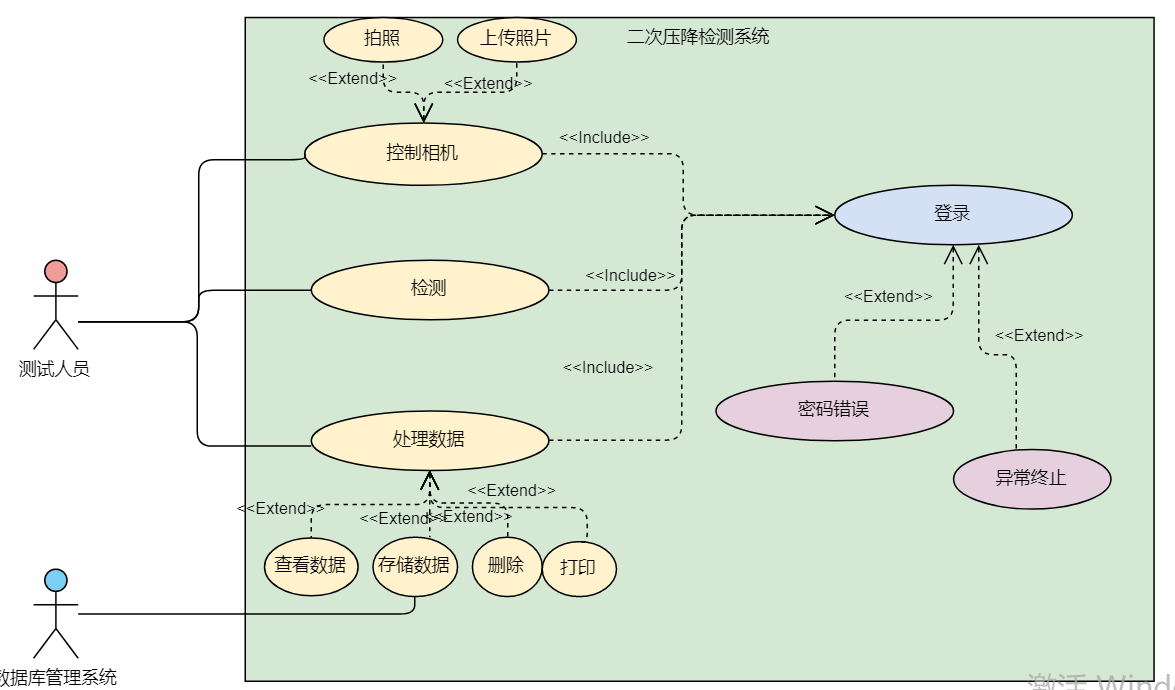 拍照
上传照片
二次压降检测系统
<<Extend>>
<<Extend>>
<<Include>>
控制相机
登录
<<Include>>
检测
<<Extend>>
<<Extend>>
测试人员
<<Include>>
密码错误
处理数据
异常终止
<<Extend>>
<<Extend>>
<<Extend>>
<<Extend>>
查看数据
存储数据
删除
打印
数据库管理系统
激活 Windo